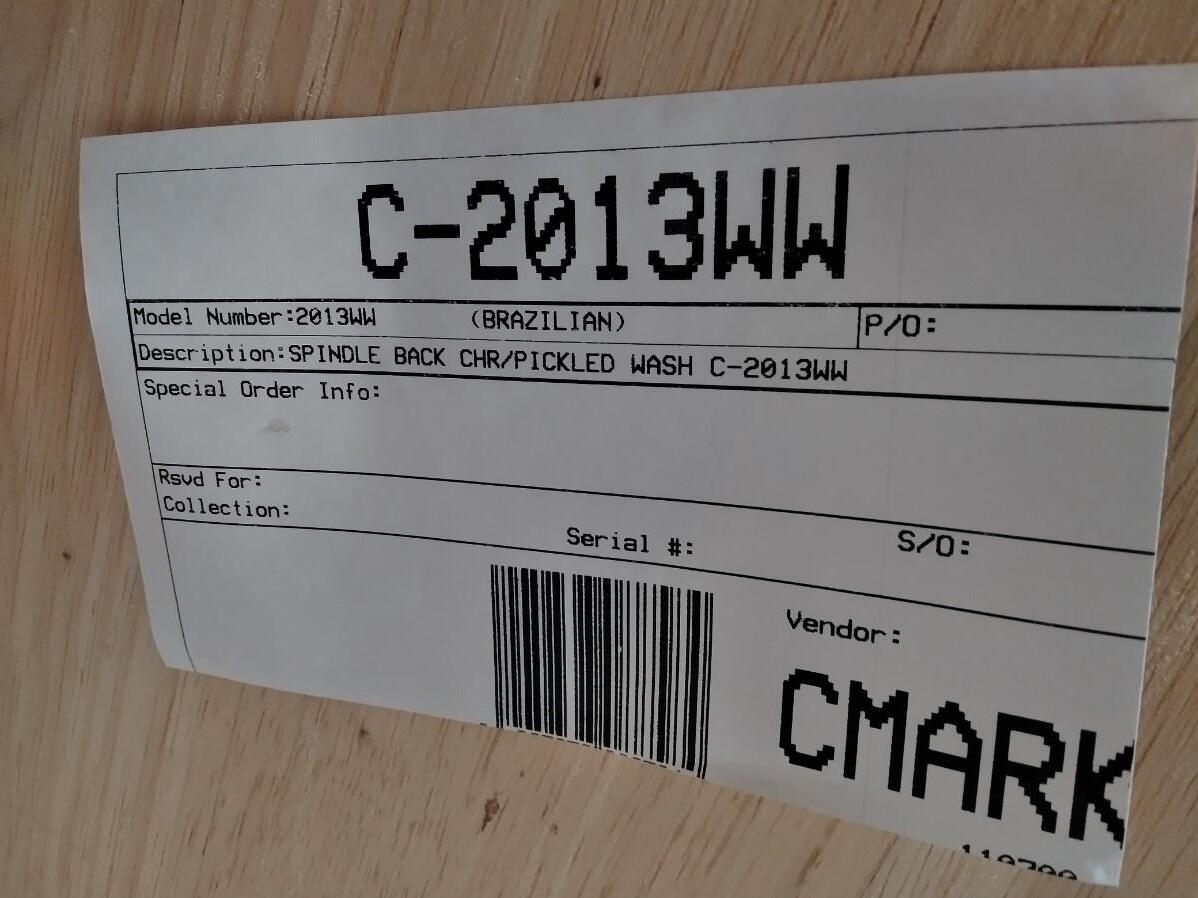 C-2013WW
Model Number:2013WW (BRAZILIAN) P/O:
Description:SPINDLE BACK CHR/PICKLED WASH C-2013WW
Special Order Info:
Rsvd For:
Collection:
Serial #: S/O:
Vendor:
CMARK